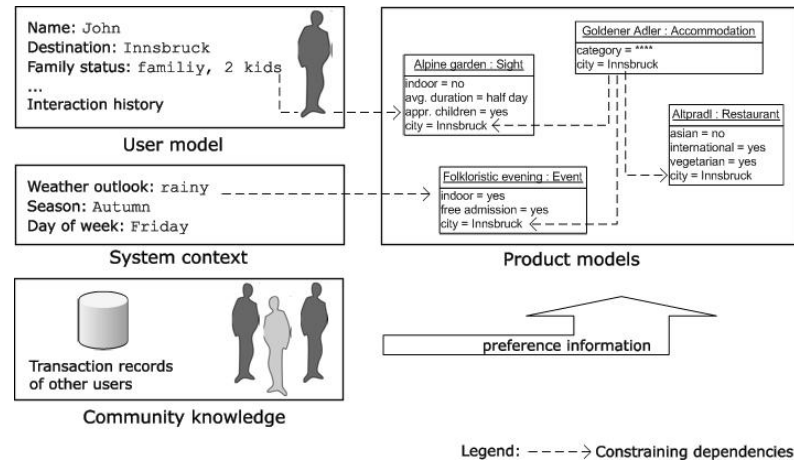 Name: John
Destination: Innsbruck
Family status: familiy, 2 kids
...
Interaction history
User model
Weather outlook: rainy
Season: Autumn
Day of week: Friday
System context
Transaction records
of other users
Community knowledge
Goldener Adler : Accommodation
category = ****
city = Innsbruck
Alpine garden : Sight
indoor = no
avg. duration = half day
appr. children = yes
city = Innsbruck
Altpradl : Restaurant
asian = no
international = yes
vegetarian = yes
city = Innsbruck
Folkloristic evening : Event
indoor = yes
free admission = yes
city = Innsbruck
Product models
preference information
Legend: Constraining dependencies